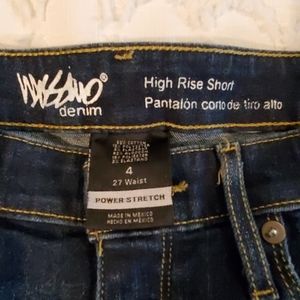 Mossimo®
denim
High Rise Short
Pantalón corto de tiro alto
4
27 Waist
POWER STRETCH
MADE IN MEXICO
HECHO EN MEXICO